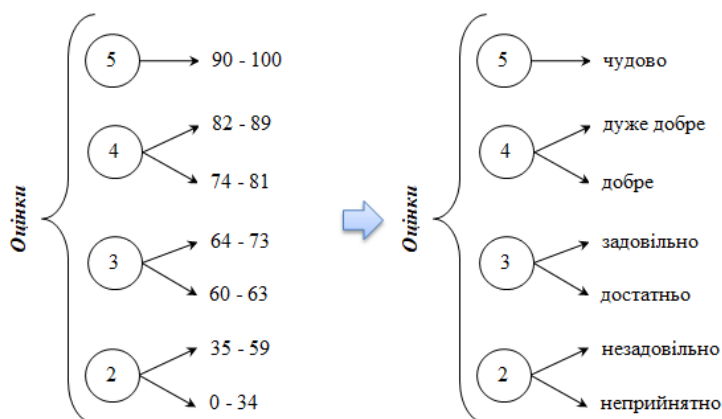 Оцінки
5
90 - 100
4
82 - 89
74 - 81
3
64 - 73
60 - 63
2
35 - 59
0 - 34
Оцінки
5
чудово
4
дуже добре
добре
3
задовільно
достатньо
2
незадовільно
неприйнятно